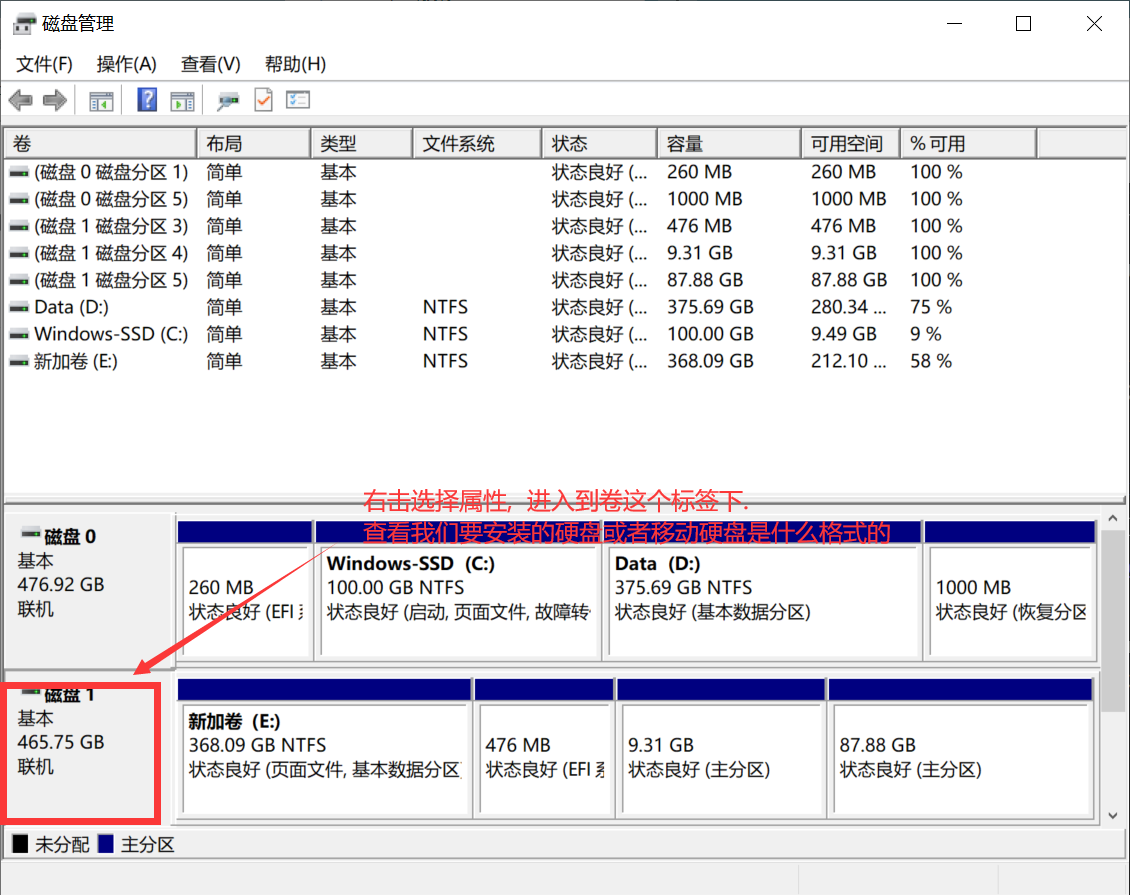 磁盘管理
文件(F) 操作(A) 查看(V) 帮助(H)
卷 布局 类型 文件系统 状态 容量 可用空间 % 可用
(磁盘 0 磁盘分区 1) 简单 基本 状态良好 (... 260 MB 260 MB 100 %
(磁盘 0 磁盘分区 5) 简单 基本 状态良好 (... 1000 MB 1000 MB 100 %
(磁盘 1 磁盘分区 3) 简单 基本 状态良好 (... 476 MB 476 MB 100 %
(磁盘 1 磁盘分区 4) 简单 基本 状态良好 (... 9.31 GB 9.31 GB 100 %
(磁盘 1 磁盘分区 5) 简单 基本 状态良好 (... 87.88 GB 87.88 GB 100 %
Data (D:) 简单 基本 NTFS 状态良好 (... 375.69 GB 280.34 ... 75 %
Windows-SSD (C:) 简单 基本 NTFS 状态良好 (... 100.00 GB 9.49 GB 9 %
新加卷 (E:) 简单 基本 NTFS 状态良好 (... 368.09 GB 212.10 ... 58 %
右击选择属性, 进入到卷这个标签下.
查看我们要安装的硬盘或者移动硬盘是什么格式的
磁盘 0
基本
476.92 GB
联机
260 MB
状态良好 (EFI 系
Windows-SSD (C:)
100.00 GB NTFS
状态良好 (启动, 页面文件, 故障转
Data (D:)
375.69 GB NTFS
状态良好 (基本数据分区)
1000 MB
状态良好 (恢复分区
磁盘 1
基本
465.75 GB
联机
新加卷 (E:)
368.09 GB NTFS
状态良好 (页面文件, 基本数据分区
476 MB
状态良好 (EFI 系
9.31 GB
状态良好 (主分区)
87.88 GB
状态良好 (主分区)
未分配 主分区